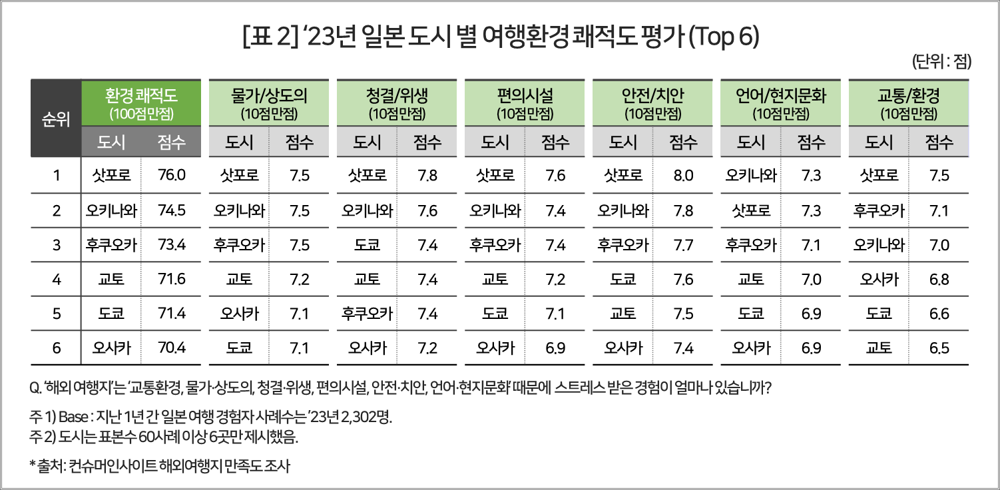 [표 2] ‘23년 일본 도시 별 여행환경 쾌적도 평가 (Top 6)
(단위 : 점)
순위 환경 쾌적도 (100점만점) 물가/상도의 (10점만점) 청결/위생 (10점만점) 편의시설 (10점만점) 안전/치안 (10점만점) 언어/현지문화 (10점만점) 교통/환경 (10점만점)
도시 점수 도시 점수 도시 점수 도시 점수 도시 점수 도시 점수 도시 점수
1 삿포로 76.0 삿포로 7.5 삿포로 7.8 삿포로 7.6 삿포로 8.0 오키나와 7.3 삿포로 7.5
2 오키나와 74.5 오키나와 7.5 오키나와 7.6 오키나와 7.4 오키나와 7.8 삿포로 7.3 후쿠오카 7.1
3 후쿠오카 73.4 후쿠오카 7.5 도쿄 7.4 후쿠오카 7.4 후쿠오카 7.7 후쿠오카 7.1 오키나와 7.0
4 교토 71.6 교토 7.2 교토 7.4 교토 7.2 도쿄 7.6 교토 7.0 오사카 6.8
5 도쿄 71.4 오사카 7.1 후쿠오카 7.4 도쿄 7.1 교토 7.5 도쿄 6.9 도쿄 6.6
6 오사카 70.4 도쿄 7.1 오사카 7.2 오사카 6.9 오사카 7.4 오사카 6.9 교토 6.5
Q. ‘해외 여행지’는 ‘교통환경, 물가·상도의, 청결·위생, 편의시설, 안전·치안, 언어·현지문화’ 때문에 스트레스 받은 경험이 얼마나 있습니까?
주 1) Base : 지난 1년 간 일본 여행 경험자 사례수는 ’23년 2,302명.
주 2) 도시는 표본수 60사례 이상 6곳만 제시했음.
* 출처 : 컨슈머인사이트 해외여행지 만족도 조사